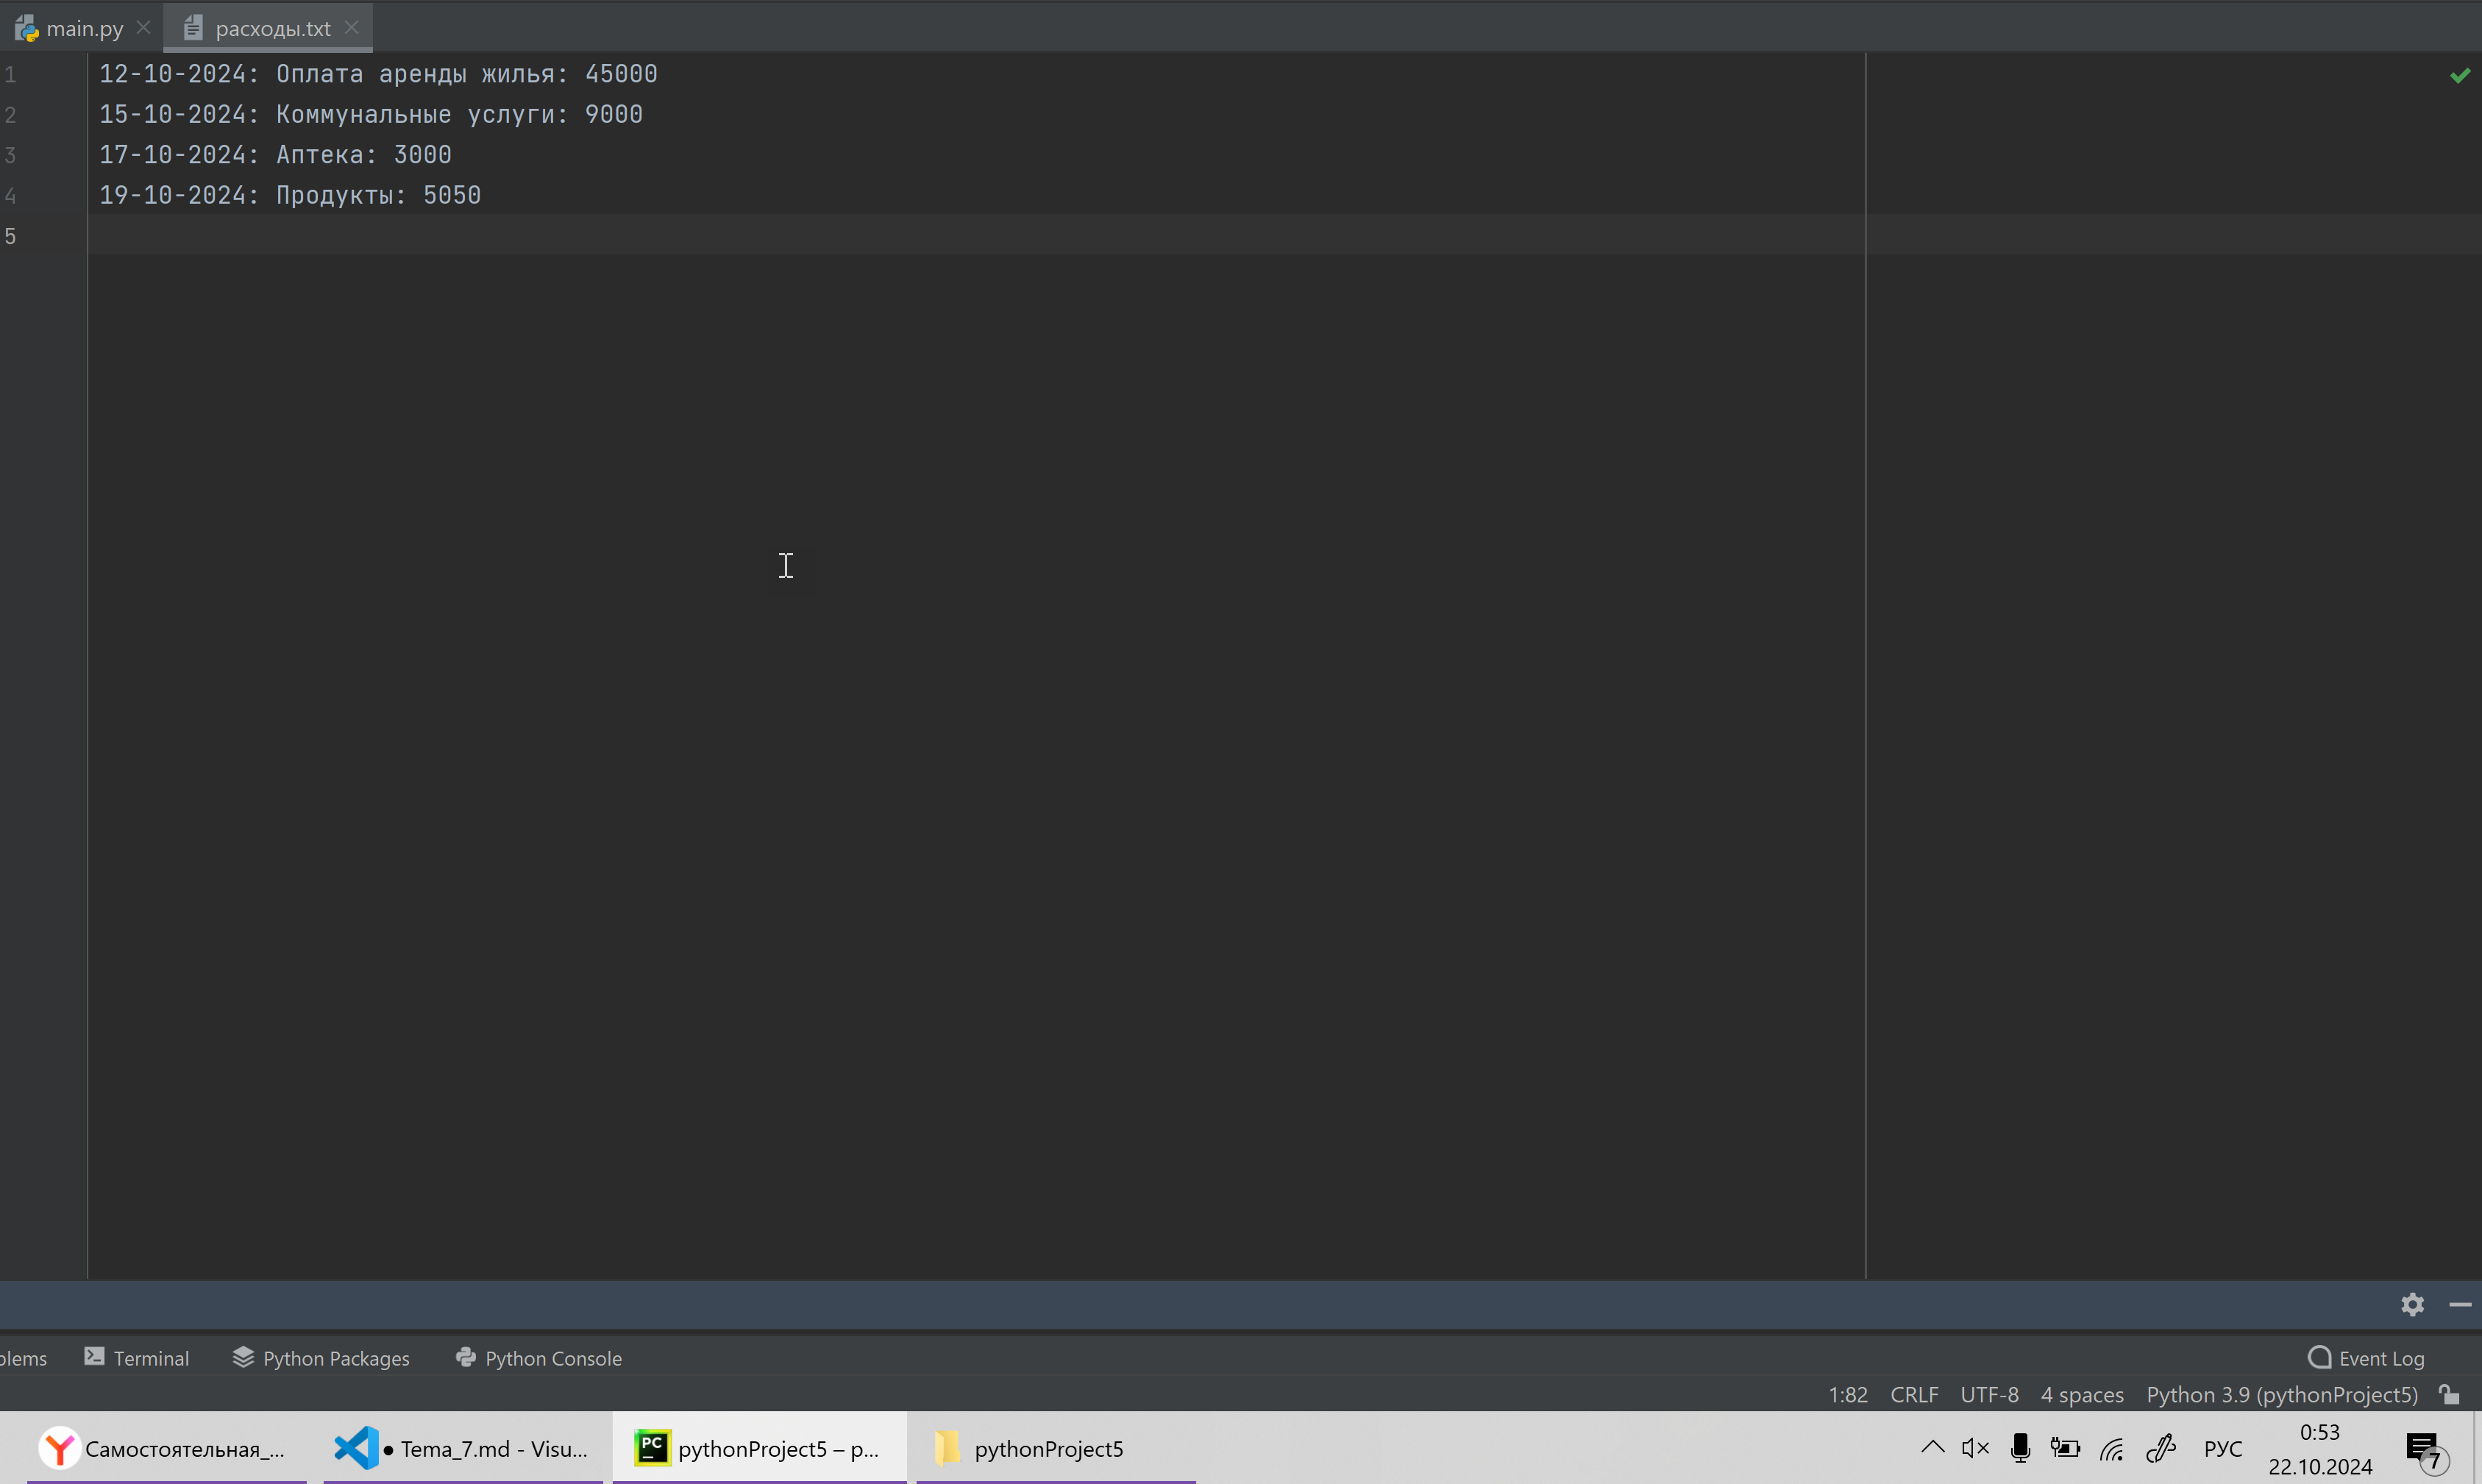 main.py
расходы.txt
1 12-10-2024: Оплата аренды жилья: 45000
2 15-10-2024: Коммунальные услуги: 9000
3 17-10-2024: Аптека: 3000
4 19-10-2024: Продукты: 5050
5
blems Terminal Python Packages Python Console Event Log
1:82 CRLF UTF-8 4 spaces Python 3.9 (pythonProject5)
Самостоятельная_... ● Tema_7.md - Visu... PC pythonProject5 – p... pythonProject5 РУС 0:53
22.10.2024 7